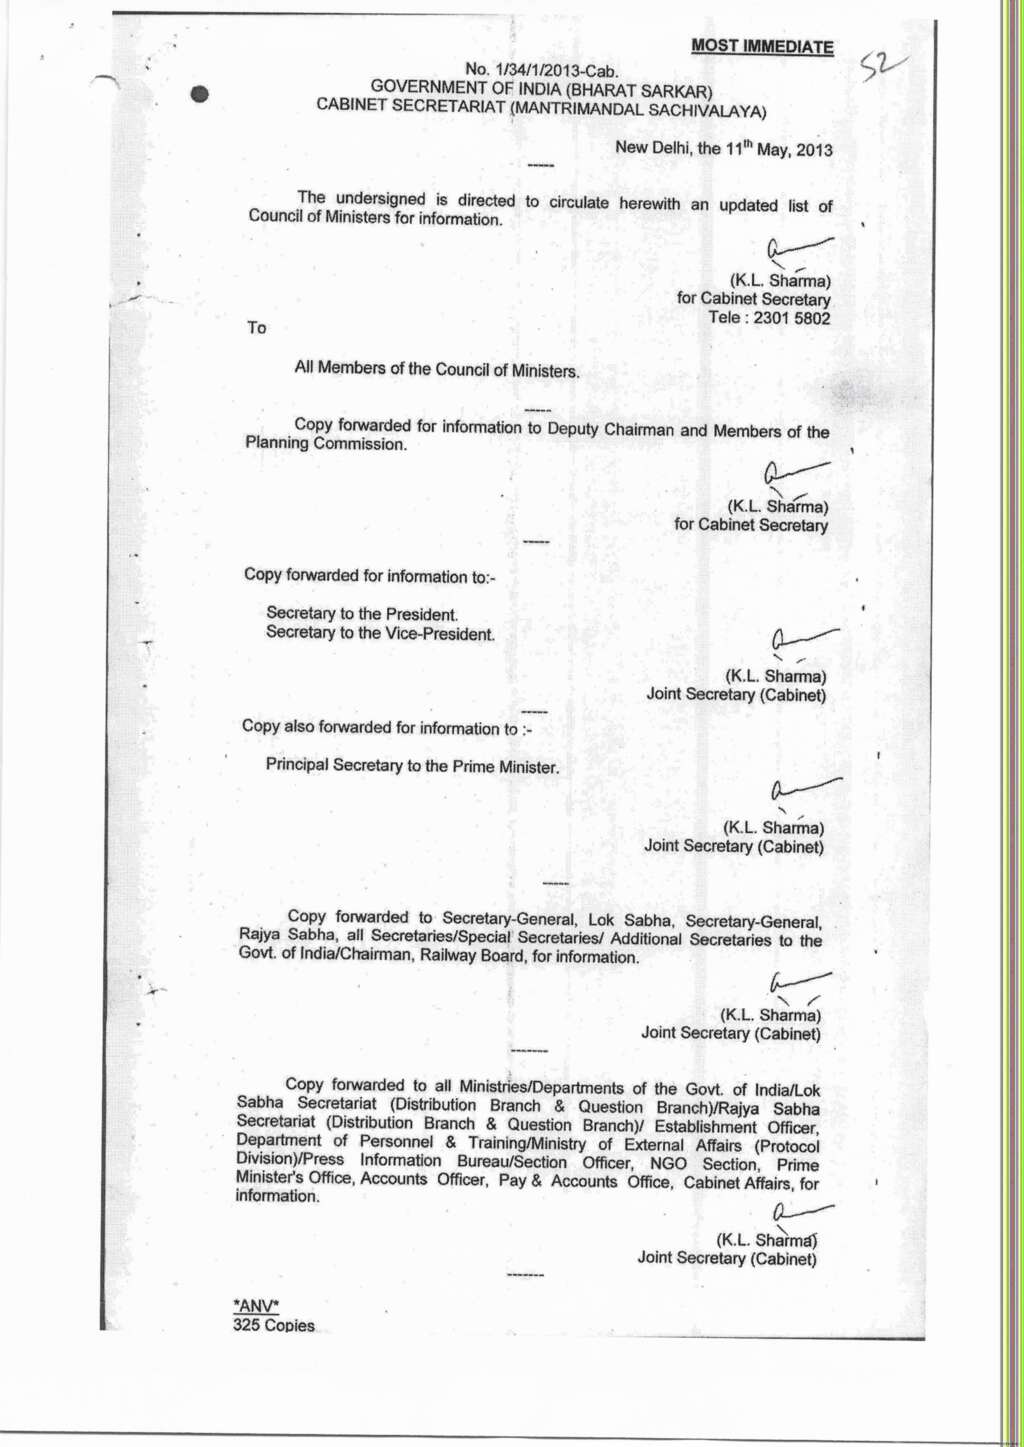 MOST IMMEDIATE
52
No. 1/34/1/2013-Cab.
GOVERNMENT OF INDIA (BHARAT SARKAR)
CABINET SECRETARIAT (MANTRIMANDAL SACHIVALAYA)
New Delhi, the 11th May, 2013
-----
The undersigned is directed to circulate herewith an updated list of
Council of Ministers for information.
(K.L. Sharma)
for Cabinet Secretary
Tele : 2301 5802
To
All Members of the Council of Ministers.
-----
Copy forwarded for information to Deputy Chairman and Members of the
Planning Commission.
(K.L. Sharma)
for Cabinet Secretary
-----
Copy forwarded for information to:-
Secretary to the President.
Secretary to the Vice-President.
(K.L. Sharma)
Joint Secretary (Cabinet)
-----
Copy also forwarded for information to :-
Principal Secretary to the Prime Minister.
(K.L. Sharma)
Joint Secretary (Cabinet)
-----
Copy forwarded to Secretary-General, Lok Sabha, Secretary-General,
Rajya Sabha, all Secretaries/Special Secretaries/ Additional Secretaries to the
Govt. of India/Chairman, Railway Board, for information.
(K.L. Sharma)
Joint Secretary (Cabinet)
-------
Copy forwarded to all Ministries/Departments of the Govt. of India/Lok
Sabha Secretariat (Distribution Branch & Question Branch)/Rajya Sabha
Secretariat (Distribution Branch & Question Branch)/ Establishment Officer,
Department of Personnel & Training/Ministry of External Affairs (Protocol
Division)/Press Information Bureau/Section Officer, NGO Section, Prime
Minister's Office, Accounts Officer, Pay & Accounts Office, Cabinet Affairs, for
information.
(K.L. Sharma)
Joint Secretary (Cabinet)
-------
*ANV*
325 Copies